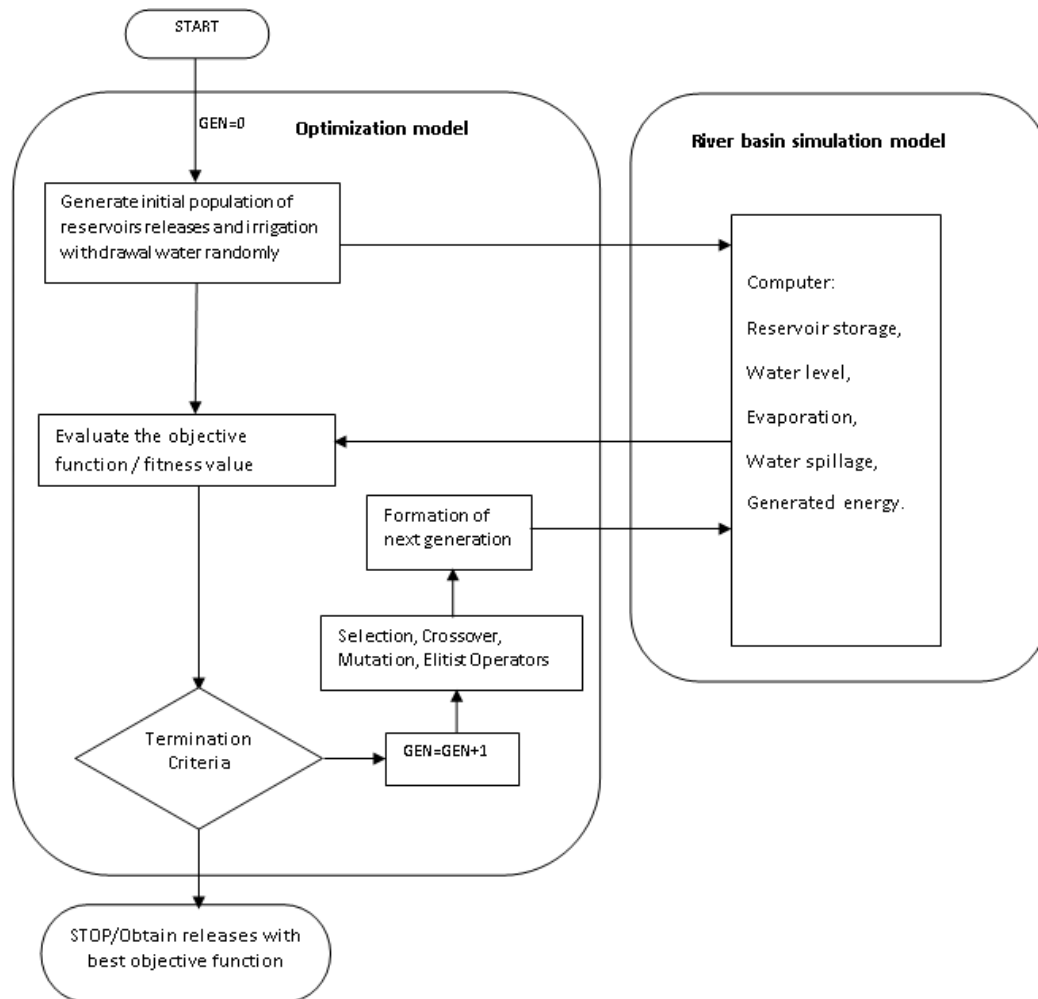 START
GEN=0
Optimization model
River basin simulation model
Generate initial population of
reservoirs releases and irrigation
withdrawal water randomly
Computer:
Reservoir storage,
Water level,
Evaporation,
Water spillage,
Generated energy.
Evaluate the objective
function / fitness value
Formation of
next generation
Selection, Crossover,
Mutation, Elitist Operators
GEN=GEN+1
Termination
Criteria
STOP/Obtain releases with
best objective function